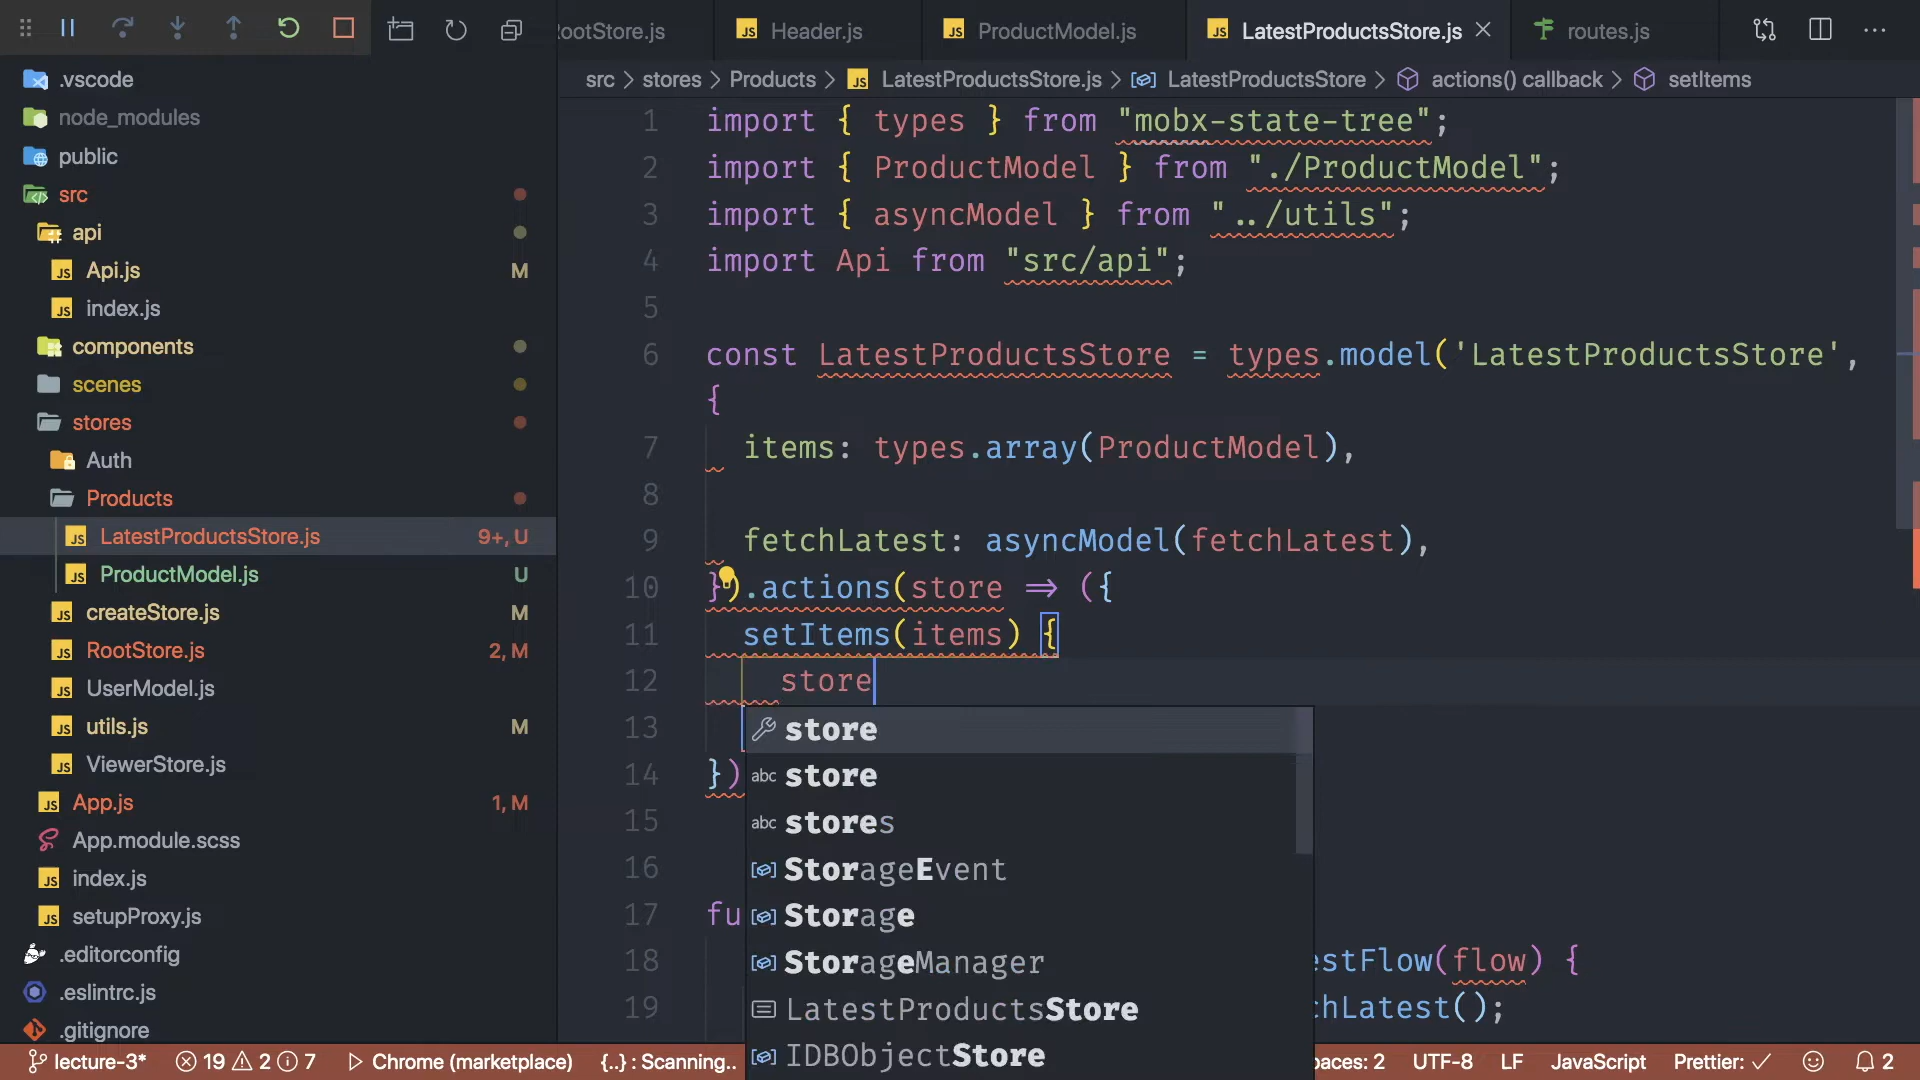 ootStore.js
Header.js
ProductModel.js
LatestProductsStore.js
routes.js
src > stores > Products > LatestProductsStore.js > LatestProductsStore > actions() callback > setItems
.vscode
node_modules
public
src
api
Api.js M
index.js
components
scenes
stores
Auth
Products
LatestProductsStore.js 9+, U
ProductModel.js U
createStore.js M
RootStore.js 2, M
UserModel.js
utils.js M
ViewerStore.js
App.js 1, M
App.module.scss
index.js
setupProxy.js
.editorconfig
.eslintrc.js
.gitignore
1 import { types } from "mobx-state-tree";
2 import { ProductModel } from "./ProductModel";
3 import { asyncModel } from "../utils";
4 import Api from "src/api";
5
6 const LatestProductsStore = types.model('LatestProductsStore',
{
7 items: types.array(ProductModel),
8
9 fetchLatest: asyncModel(fetchLatest),
10 }).actions(store => ({
11 setItems(items) {
12 store
13
14 })
15
16
17 fu
18 estFlow(flow) {
19 hLatest();
store
store
stores
StorageEvent
Storage
StorageManager
LatestProductsStore
IDBObjectStore
lecture-3* 19 2 7 Chrome (marketplace) {..} : Scanning.. paces: 2 UTF-8 LF JavaScript Prettier: ✓ 2